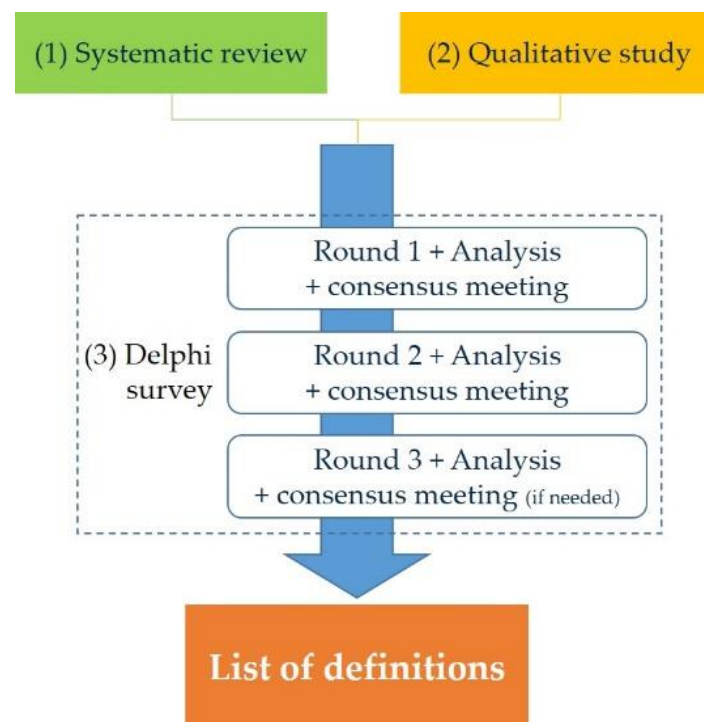 (1) Systematic review
(2) Qualitative study
(3) Delphi
survey
Round 1 + Analysis
+ consensus meeting
Round 2 + Analysis
+ consensus meeting
Round 3 + Analysis
+ consensus meeting (if needed)
List of definitions